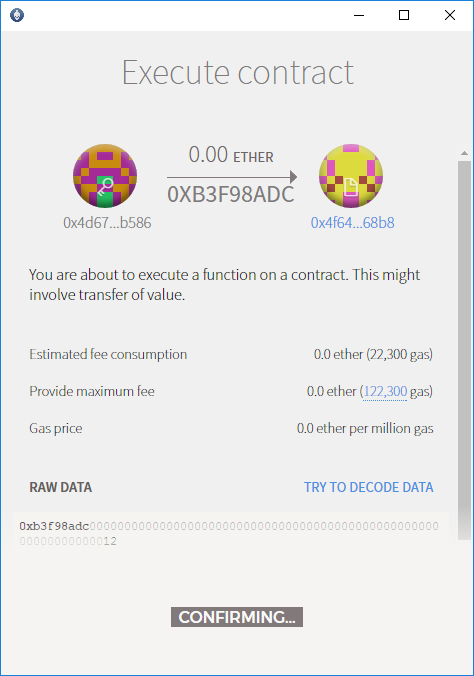 Execute contract
0.00 ETHER
0XB3F98ADC
0x4d67...b586
0x4f64...68b8
You are about to execute a function on a contract. This might
involve transfer of value.
Estimated fee consumption 0.0 ether (22,300 gas)
Provide maximum fee 0.0 ether (122,300 gas)
Gas price 0.0 ether per million gas
RAW DATA TRY TO DECODE DATA
0xb3f98adc00000000000000000000000000000000000000000000000000
00000000000012
CONFIRMING...